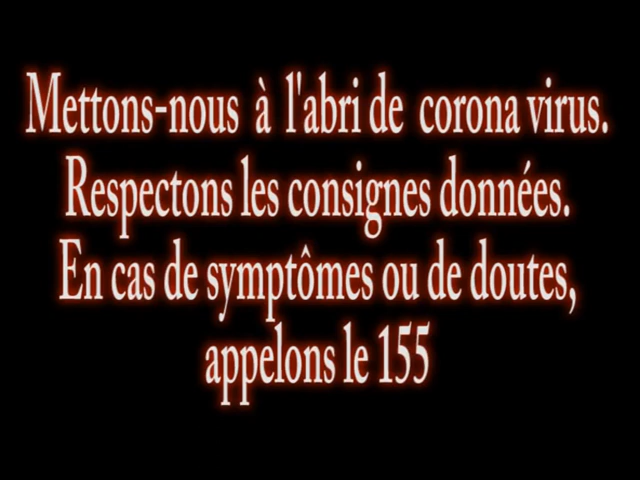 Mettons-nous à l'abri de corona virus.
Respectons les consignes données.
En cas de symptômes ou de doutes,
appelons le 155